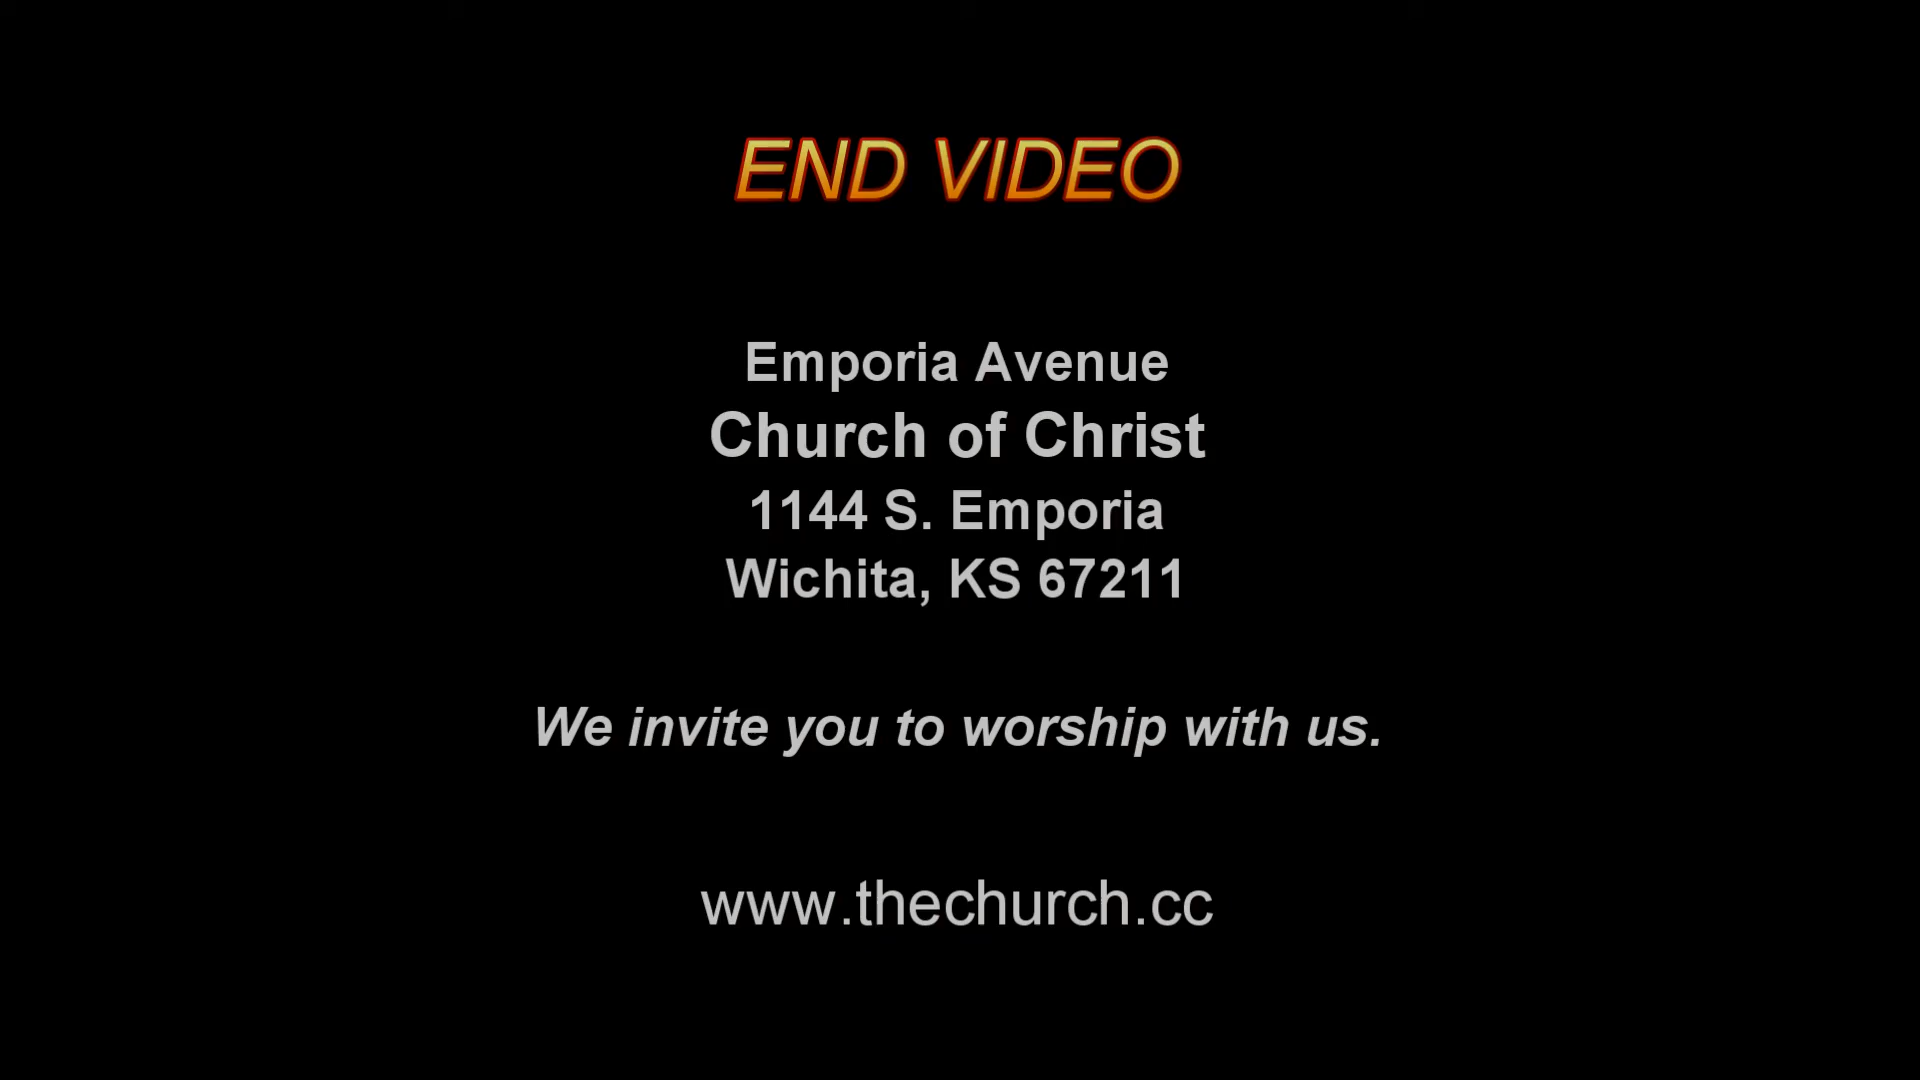 END VIDEO
Emporia Avenue
Church of Christ
1144 S. Emporia
Wichita, KS 67211
We invite you to worship with us.
www.thechurch.cc